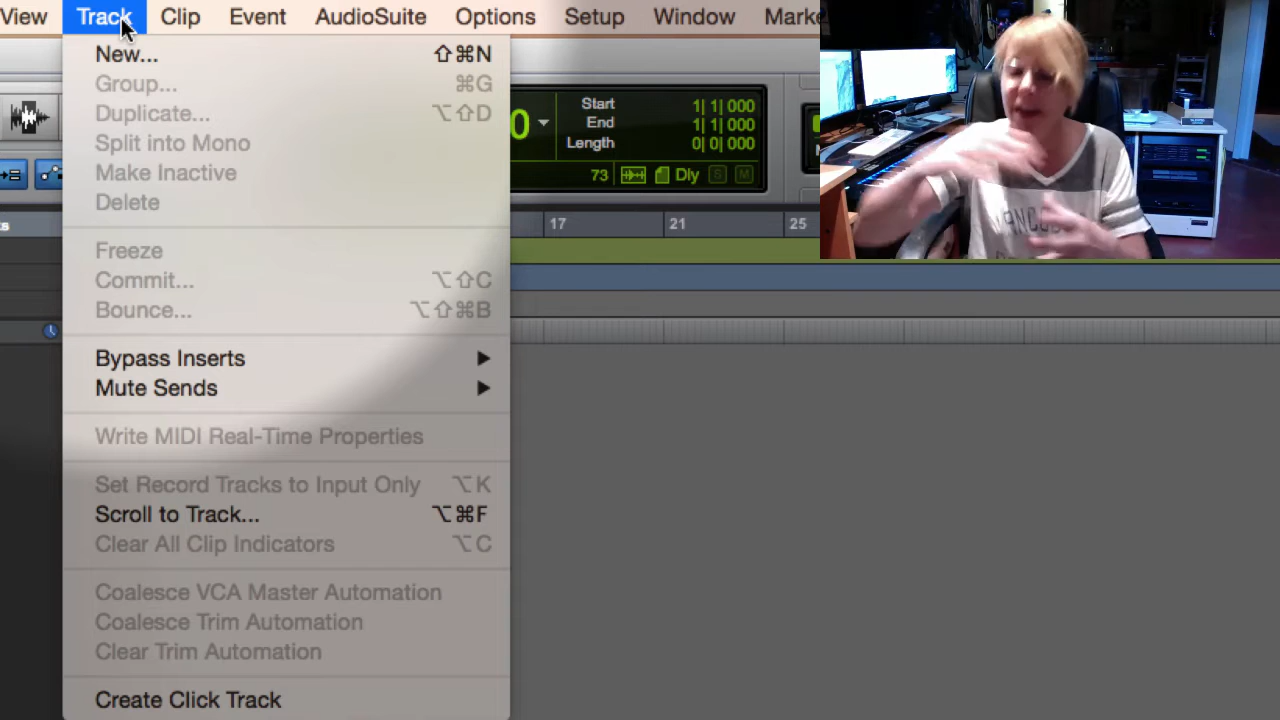 View Track Clip Event AudioSuite Options Setup Window Marke
New... ⇧⌘N
Group... ⌘G
Duplicate... ⌥⇧D
Split into Mono
Make Inactive
Delete
Freeze
Commit... ⌥⇧C
Bounce... ⌥⇧⌘B
Bypass Inserts
Mute Sends
Write MIDI Real-Time Properties
Set Record Tracks to Input Only ⌥K
Scroll to Track... ⌥⌘F
Clear All Clip Indicators ⌥C
Coalesce VCA Master Automation
Coalesce Trim Automation
Clear Trim Automation
Create Click Track
0
Start 1| 1| 000
End 1| 1| 000
Length 0| 0| 000
73 Dly S M
17 21 25